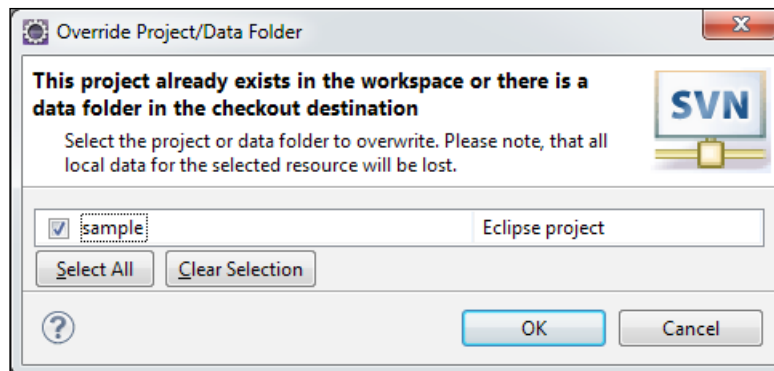 Override Project/Data Folder
This project already exists in the workspace or there is a
data folder in the checkout destination
Select the project or data folder to overwrite. Please note, that all
local data for the selected resource will be lost.
SVN
sample Eclipse project
Select All Clear Selection
? OK Cancel